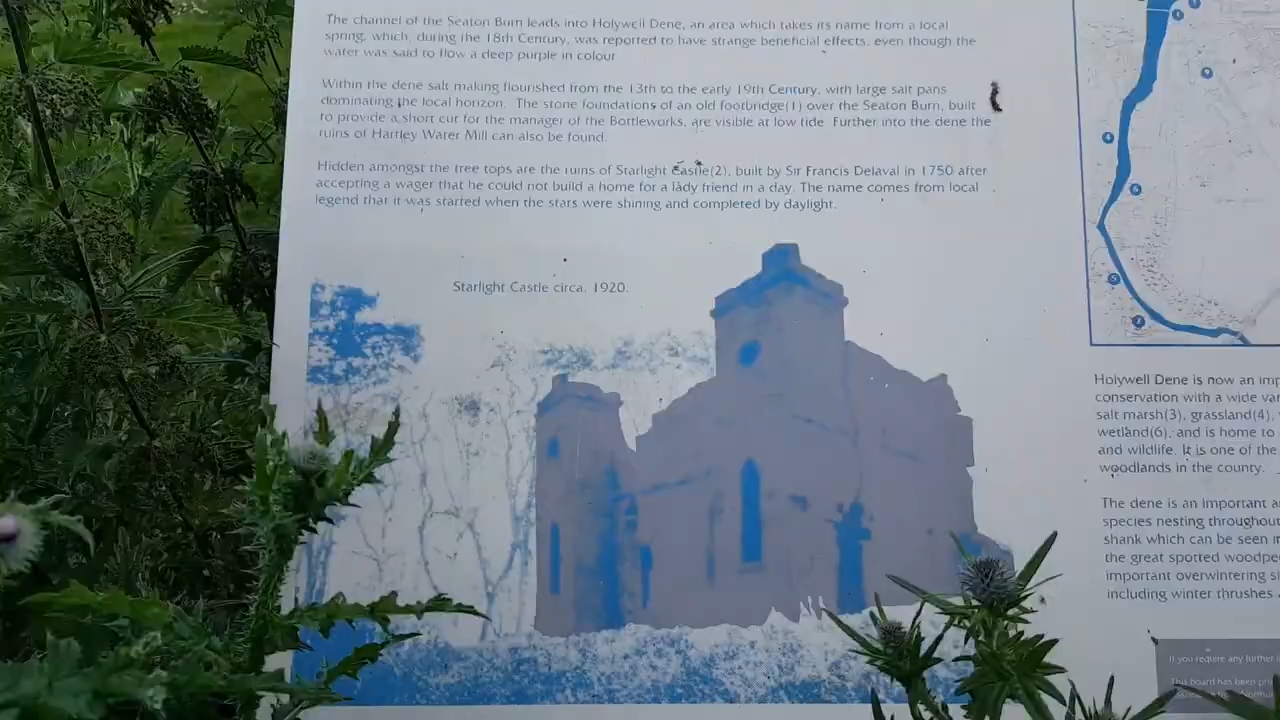 The channel of the Seaton Burn leads into Holywell Dene, an area which takes its name from a local
spring, which, during the 18th Century, was reported to have strange beneficial effects, even though the
water was said to flow a deep purple in colour
Within the dene salt making flourished from the 13th to the early 19th Century, with large salt pans
dominating the local horizon. The stone foundations of an old footbridge(1) over the Seaton Burn, built
to provide a short cut for the manager of the Bottleworks, are visible at low tide. Further into the dene the
ruins of Hartley Water Mill can also be found.
Hidden amongst the tree tops are the ruins of Starlight Castle(2), built by Sir Francis Delaval in 1750 after
accepting a wager that he could not build a home for a lady friend in a day. The name comes from local
legend that it was started when the stars were shining and completed by daylight.
Starlight Castle circa. 1920.
Holywell Dene is now an imp
conservation with a wide var
salt marsh(3), grassland(4),
wetland(6), and is home to
and wildlife. It is one of the
woodlands in the county.
The dene is an important a
species nesting throughout
shank which can be seen i
the great spotted woodpe
important overwintering si
including winter thrushes
If you require any further i
This board has been